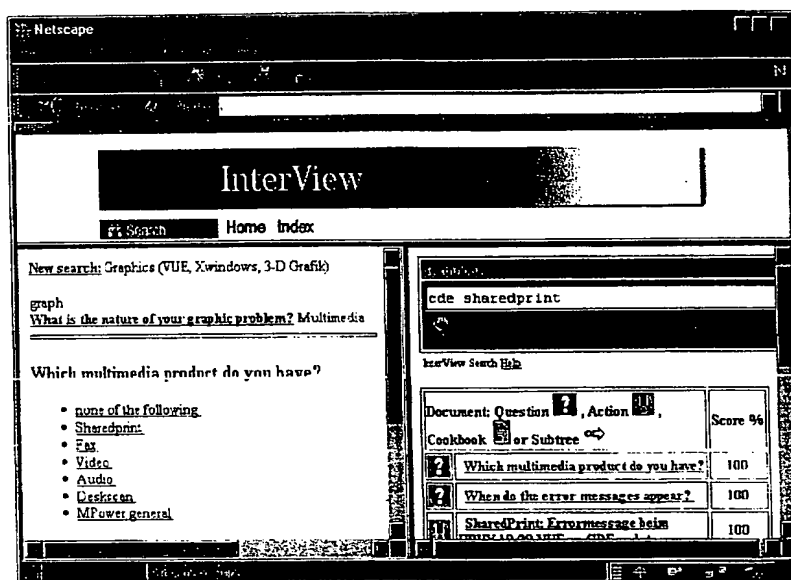 Netscape
InterView
Search Home Index
New search: Graphics (VUE, Xwindows, 3-D Grafik)
graph
What is the nature of your graphic problem? Multimedia
Which multimedia product do you have?
• none of the following
• Sharedprint
• Fax
• Video
• Audio
• Deskscan
• MPower general
cde sharedprint
InterView Search Help
Document: Question ? , Action ,
Cookbook or Subtree
Score %
? Which multimedia product do you have? 100
? When do the error messages appear? 100
SharedPrint: Errormessage beim 100